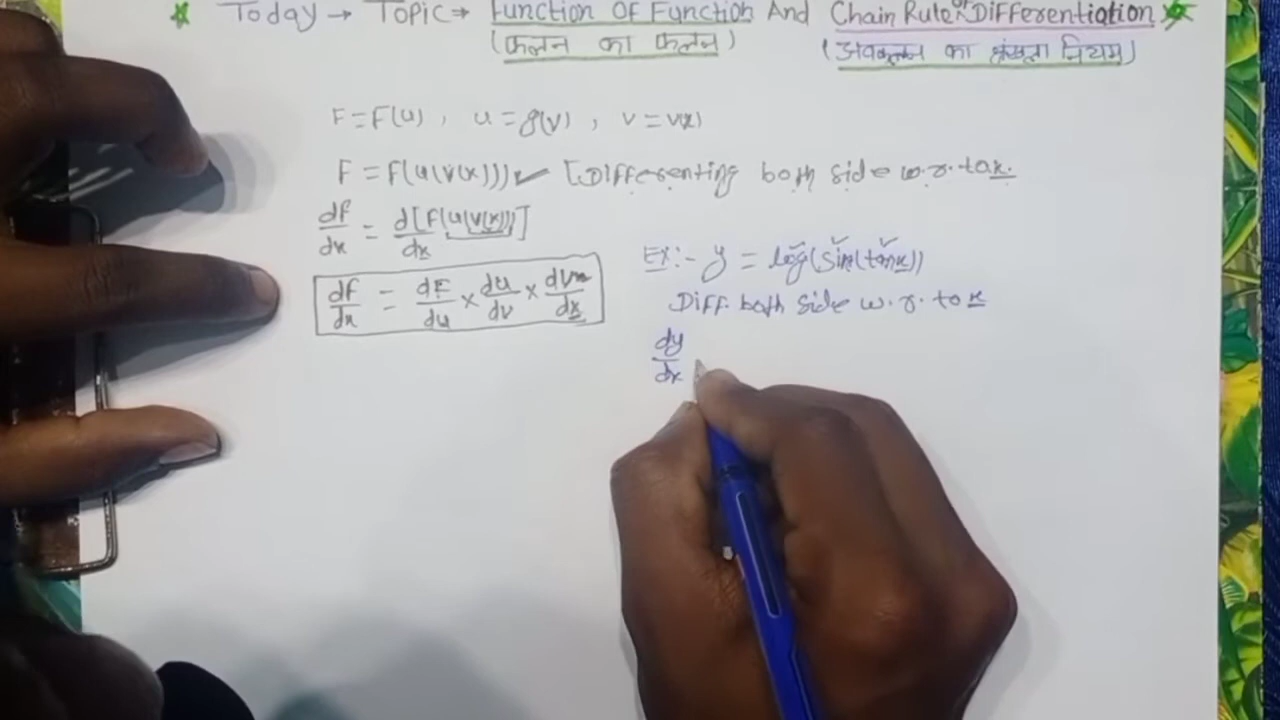 Today → Topic → Function Of Function And Chain Rule of Differentiation
(फलन का फलन) (अवकलन का श्रृंखला नियम)
F = F(u), u = g(v), v = v(x)
F = F(u(v(x))) ✓ [Differenting both side w.r.to x.
df/dx = d[F(u(v(x)))]/dx
df/dx = dF/du × du/dv × dv/dx
Ex:- y = log(sin(tanx))
Diff. both side w.r.to x
dy/dx